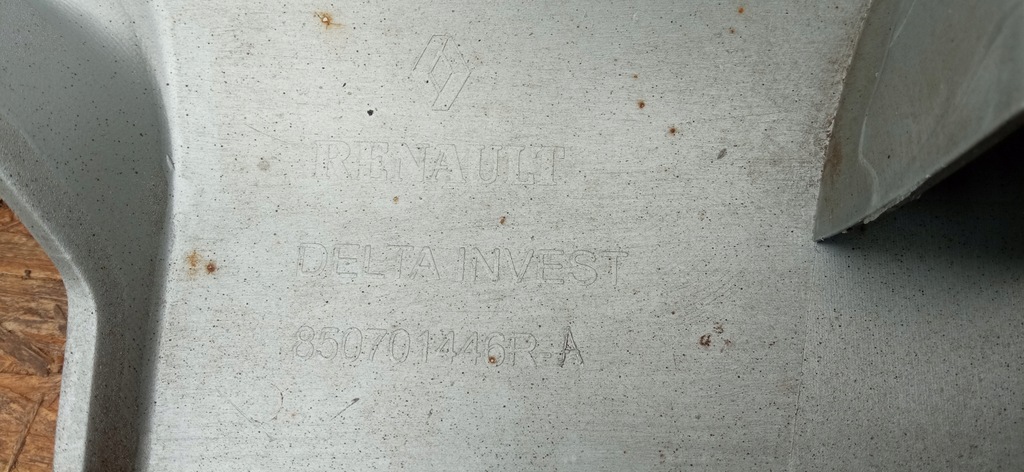 RENAULT
DELTA INVEST
850701446R-A